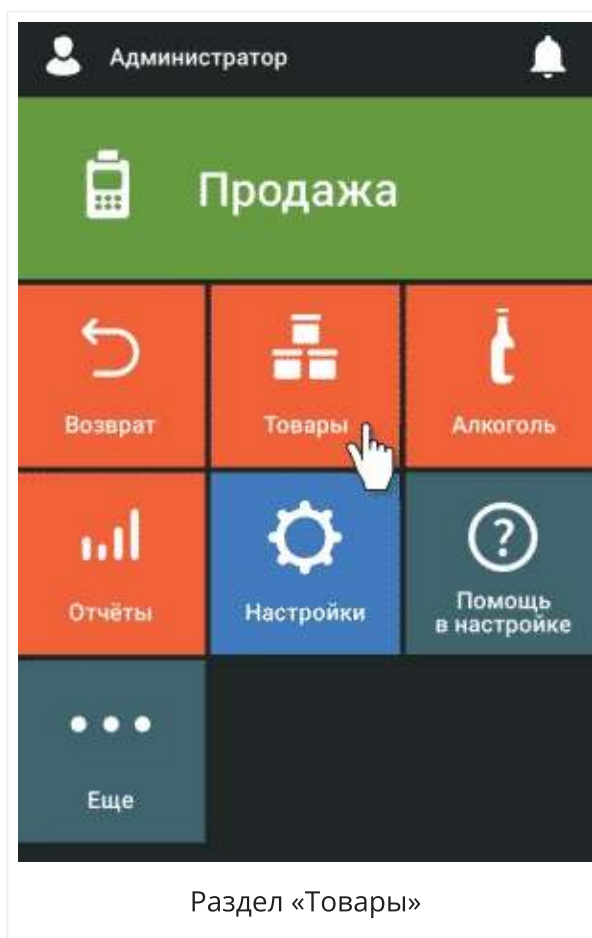 Администратор
Продажа
Возврат
Товары
Алкоголь
Отчёты
Настройки
Помощь
в настройке
Еще
Раздел «Товары»